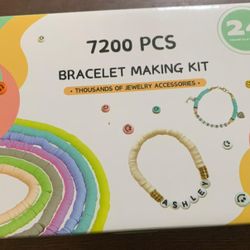 24
7200 PCS
BRACELET MAKING KIT
• THOUSANDS OF JEWELRY ACCESSORIES •
ASHLEY